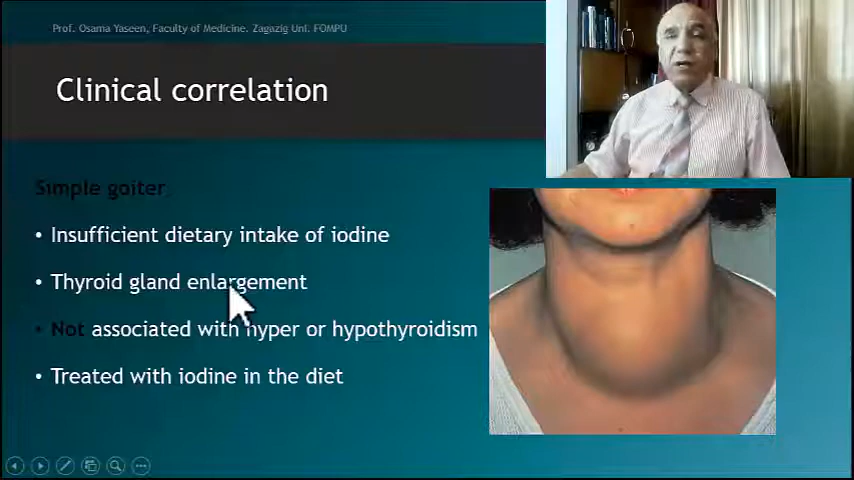 Prof. Osama Yaseen, Faculty of Medicine. Zagazig Uni. FOMPU
Clinical correlation
Simple goiter
• Insufficient dietary intake of iodine
• Thyroid gland enlargement
• Not associated with hyper or hypothyroidism
• Treated with iodine in the diet